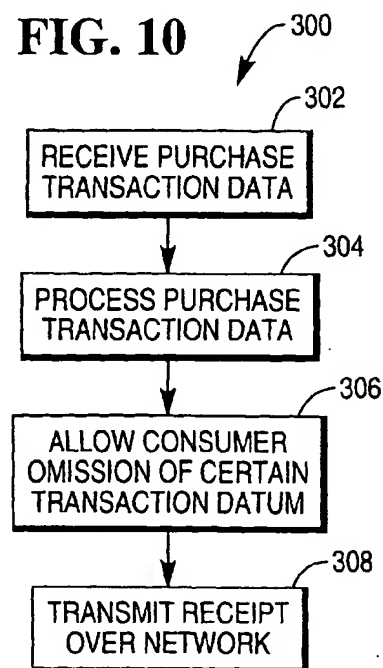 FIG. 10
300
302
RECEIVE PURCHASE
TRANSACTION DATA
304
PROCESS PURCHASE
TRANSACTION DATA
306
ALLOW CONSUMER
OMISSION OF CERTAIN
TRANSACTION DATUM
308
TRANSMIT RECEIPT
OVER NETWORK